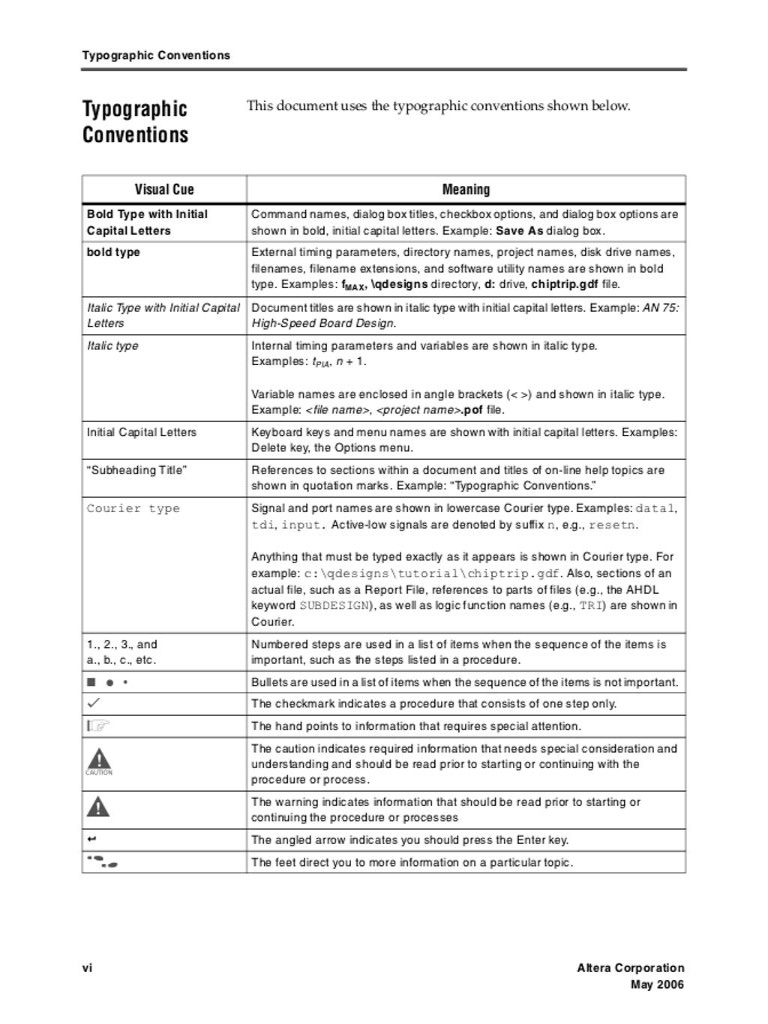 Typographic Conventions
Typographic
Conventions
This document uses the typographic conventions shown below.
Visual Cue
Meaning
Bold Type with Initial
Capital Letters
Command names, dialog box titles, checkbox options, and dialog box options are
shown in bold, initial capital letters. Example: Save As dialog box.
bold type
External timing parameters, directory names, project names, disk drive names,
filenames, filename extensions, and software utility names are shown in bold
type. Examples: fMAX, \qdesigns directory, d: drive, chiptrip.gdf file.
Italic Type with Initial Capital
Letters
Document titles are shown in italic type with initial capital letters. Example: AN 75:
High-Speed Board Design.
Italic type
Internal timing parameters and variables are shown in italic type.
Examples: tPIA, n + 1.
Variable names are enclosed in angle brackets (< >) and shown in italic type.
Example: <file name>, <project name>.pof file.
Initial Capital Letters
Keyboard keys and menu names are shown with initial capital letters. Examples:
Delete key, the Options menu.
“Subheading Title”
References to sections within a document and titles of on-line help topics are
shown in quotation marks. Example: “Typographic Conventions.”
Courier type
Signal and port names are shown in lowercase Courier type. Examples: data1,
tdi, input. Active-low signals are denoted by suffix n, e.g., resetn.
Anything that must be typed exactly as it appears is shown in Courier type. For
example: c:\qdesigns\tutorial\chiptrip.gdf. Also, sections of an
actual file, such as a Report File, references to parts of files (e.g., the AHDL
keyword SUBDESIGN), as well as logic function names (e.g., TRI) are shown in
Courier.
1., 2., 3., and
a., b., c., etc.
Numbered steps are used in a list of items when the sequence of the items is
important, such as the steps listed in a procedure.
■ ● •
Bullets are used in a list of items when the sequence of the items is not important.
✓
The checkmark indicates a procedure that consists of one step only.
☞
The hand points to information that requires special attention.
!
CAUTION
The caution indicates required information that needs special consideration and
understanding and should be read prior to starting or continuing with the
procedure or process.
!
The warning indicates information that should be read prior to starting or
continuing the procedure or processes
↵
The angled arrow indicates you should press the Enter key.
The feet direct you to more information on a particular topic.
vi
Altera Corporation
May 2006